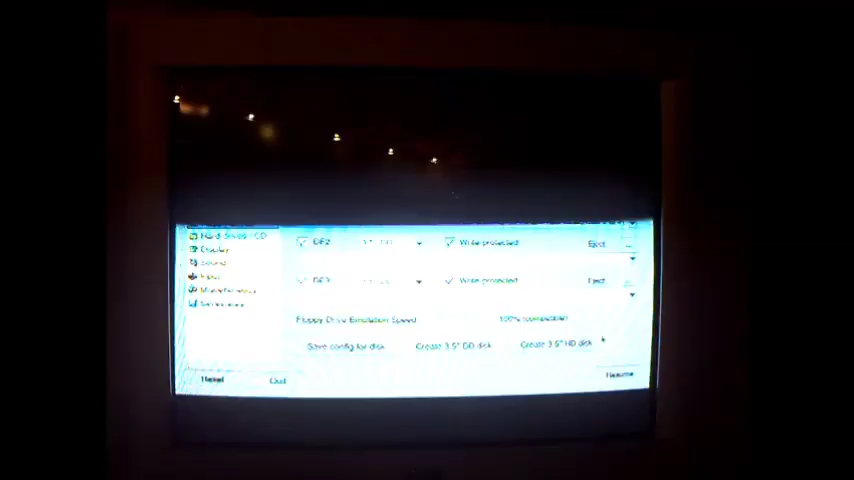 Hard drives / CD
Display
Sound
Input
Miscellaneous
Savestates
DF2: Write protected Eject
DF3: Write protected Eject
Floppy Drive Emulation Speed 100% (compatible)
Save config for disk Create 3.5" DD disk Create 3.5" HD disk
Reset Quit Resume